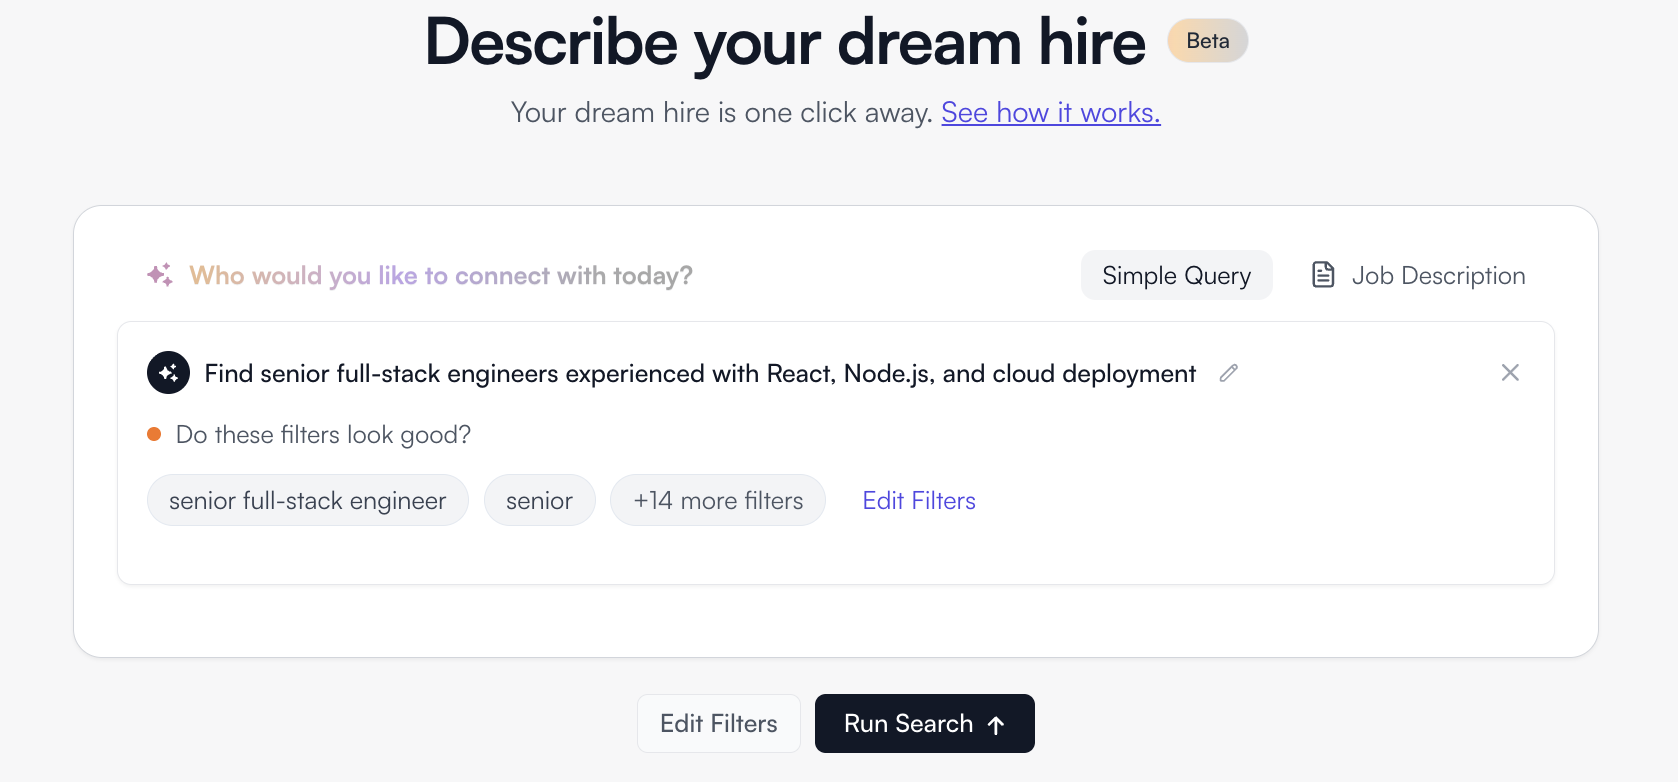 Describe your dream hire Beta
Your dream hire is one click away. See how it works.
Who would you like to connect with today? Simple Query Job Description
Find senior full-stack engineers experienced with React, Node.js, and cloud deployment
Do these filters look good?
senior full-stack engineer senior +14 more filters Edit Filters
Edit Filters Run Search ↑